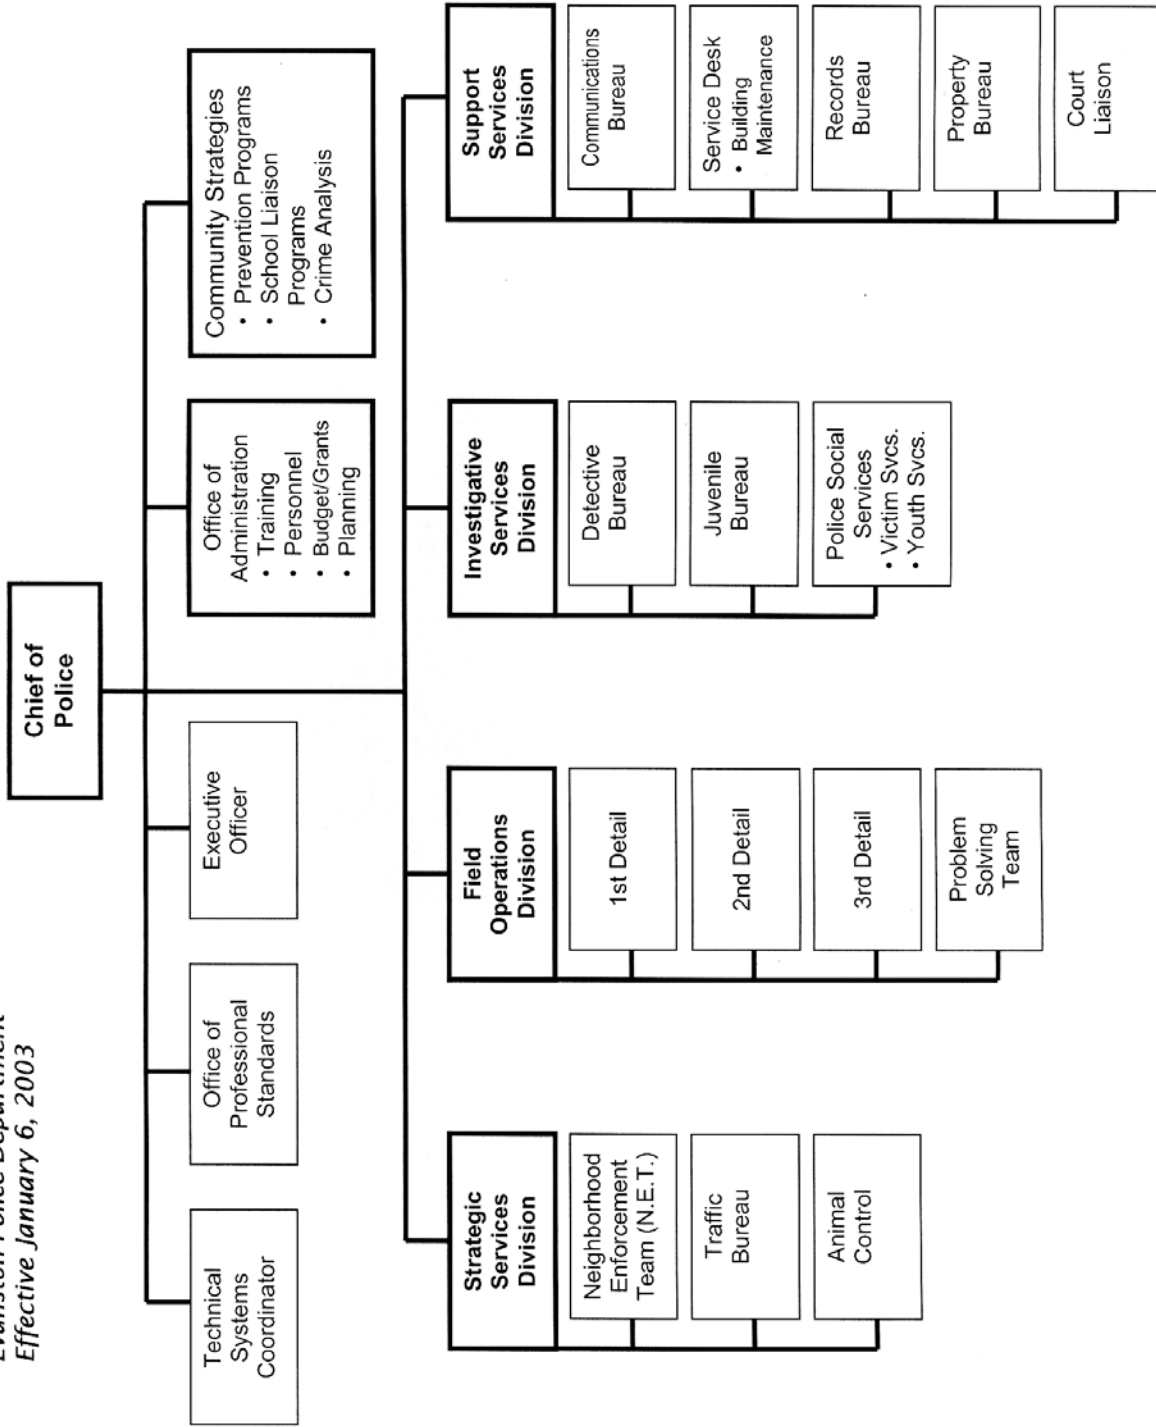 Evanston Police Department
Effective January 6, 2003
Chief of
Police
Technical
Systems
Coordinator
Office of
Professional
Standards
Executive
Officer
Office of
Administration
• Training
• Personnel
• Budget/Grants
• Planning
Community Strategies
• Prevention Programs
• School Liaison
Programs
• Crime Analysis
Strategic
Services
Division
Neighborhood
Enforcement
Team (N.E.T.)
Traffic
Bureau
Animal
Control
Field
Operations
Division
1st Detail
2nd Detail
3rd Detail
Problem
Solving
Team
Investigative
Services
Division
Detective
Bureau
Juvenile
Bureau
Police Social
Services
• Victim Svcs.
• Youth Svcs.
Support
Services
Division
Communications
Bureau
Service Desk
• Building
Maintenance
Records
Bureau
Property
Bureau
Court
Liaison